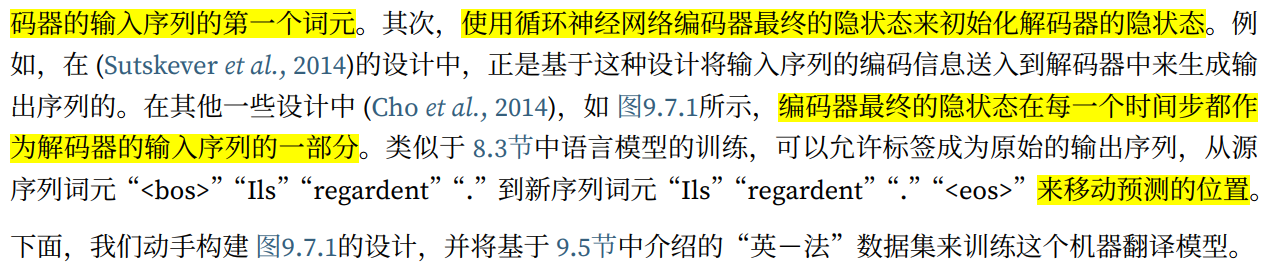 码器的输入序列的第一个词元。其次，使用循环神经网络编码器最终的隐状态来初始化解码器的隐状态。例
如，在 (Sutskever et al., 2014)的设计中，正是基于这种设计将输入序列的编码信息送入到解码器中来生成输
出序列的。在其他一些设计中 (Cho et al., 2014)，如 图9.7.1所示，编码器最终的隐状态在每一个时间步都作
为解码器的输入序列的一部分。类似于 8.3节中语言模型的训练，可以允许标签成为原始的输出序列，从源
序列词元“<bos>”“Ils”“regardent”“.”到新序列词元“Ils”“regardent”“.”“<eos>”来移动预测的位置。
下面，我们动手构建 图9.7.1的设计，并将基于 9.5节中介绍的“英－法”数据集来训练这个机器翻译模型。